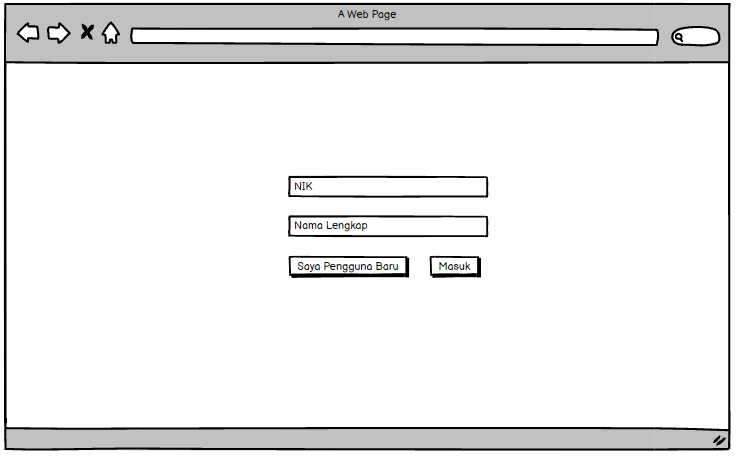 A Web Page
NIK
Nama Lengkap
Saya Pengguna Baru
Masuk